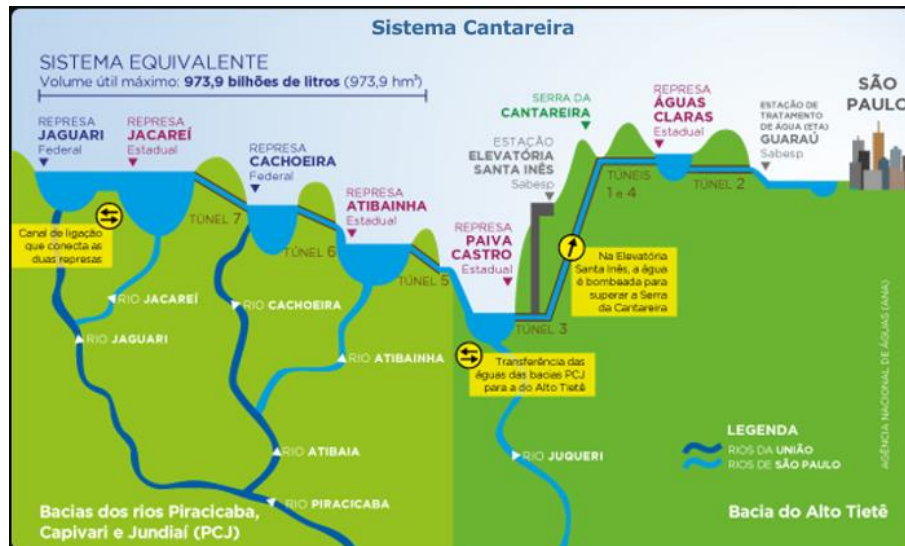 Sistema Cantareira
SISTEMA EQUIVALENTE
Volume útil máximo: 973,9 bilhões de litros (973,9 hm³)
REPRESA
JAGUARI
Federal
REPRESA
JACAREÍ
Estadual
REPRESA
CACHOEIRA
Federal
REPRESA
ATIBAINHA
Estadual
REPRESA
PAIVA
CASTRO
Estadual
ESTAÇÃO
ELEVATÓRIA
SANTA INÊS
Sabesp
SERRA DA
CANTAREIRA
REPRESA
ÁGUAS
CLARAS
Estadual
ESTAÇÃO DE
TRATAMENTO
DE ÁGUA (ETA)
GUARAÚ
Sabesp
SÃO
PAULO
TÚNEL 7
TÚNEL 6
TÚNEL 5
TÚNEL 3
TÚNEIS
1 e 4
TÚNEL 2
Canal de ligação
que conecta as
duas represas
Na Elevatória
Santa Inês, a água
é bombeada para
superar a Serra
da Cantareira
Transferência das
águas das bacias PCJ
para a do Alto Tietê
RIO JACAREÍ
RIO JAGUARI
RIO CACHOEIRA
RIO ATIBAINHA
RIO ATIBAIA
RIO PIRACICABA
RIO JUQUERI
LEGENDA
RIOS DA UNIÃO
RIOS DE SÃO PAULO
AGÊNCIA NACIONAL DE ÁGUAS (ANA)
Bacias dos rios Piracicaba,
Capivari e Jundiaí (PCJ)
Bacia do Alto Tietê